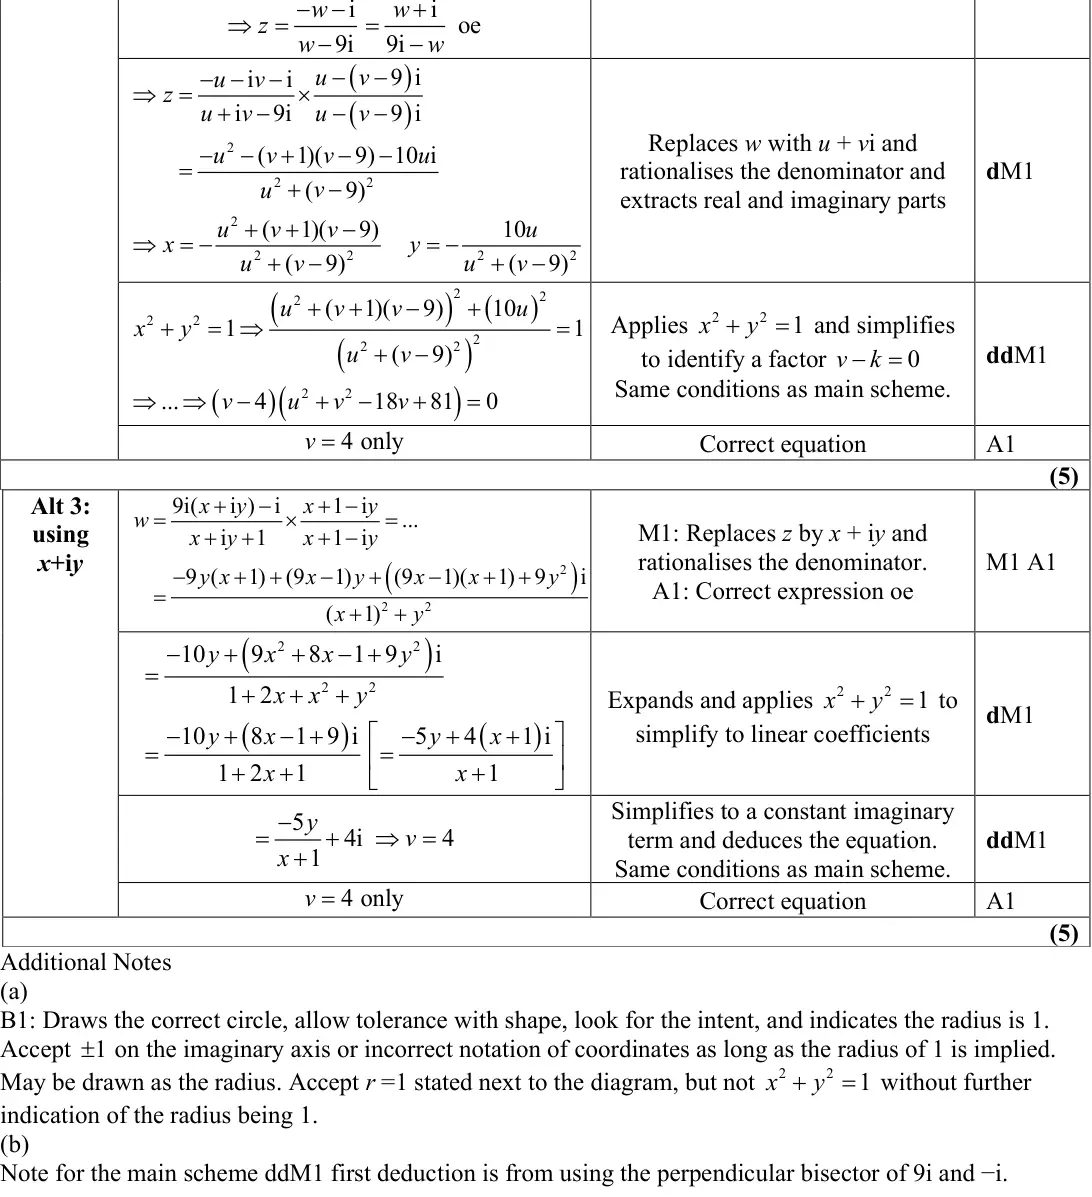 ⇒ z = (−w − i)/(w − 9i) = (w + i)/(9i − w) oe
⇒ z = (−u − iv − i)/(u + iv − 9i) × (u − (v − 9)i)/(u − (v − 9)i)
= (−u² − (v + 1)(v − 9) − 10ui)/(u² + (v − 9)²)
⇒ x = −(u² + (v + 1)(v − 9))/(u² + (v − 9)²) y = −10u/(u² + (v − 9)²)
Replaces w with u + vi and
rationalises the denominator and
extracts real and imaginary parts
dM1
x² + y² = 1 ⇒ ((u² + (v + 1)(v − 9))² + (10u)²)/(u² + (v − 9)²)² = 1
⇒ ... ⇒ (v − 4)(u² + v² − 18v + 81) = 0
Applies x² + y² = 1 and simplifies
to identify a factor v − k = 0
Same conditions as main scheme.
ddM1
v = 4 only
Correct equation
A1
(5)
Alt 3:
using
x+iy
w = (9i(x + iy) − i)/(x + iy + 1) × (x + 1 − iy)/(x + 1 − iy) = ...
= (−9y(x + 1) + (9x − 1)y + ((9x − 1)(x + 1) + 9y²)i)/((x + 1)² + y²)
M1: Replaces z by x + iy and
rationalises the denominator.
A1: Correct expression oe
M1 A1
= (−10y + (9x² + 8x − 1 + 9y²)i)/(1 + 2x + x² + y²)
= (−10y + (8x − 1 + 9)i)/(1 + 2x + 1) [= (−5y + 4(x + 1)i)/(x + 1)]
Expands and applies x² + y² = 1 to
simplify to linear coefficients
dM1
= −5y/(x + 1) + 4i ⇒ v = 4
Simplifies to a constant imaginary
term and deduces the equation.
Same conditions as main scheme.
ddM1
v = 4 only
Correct equation
A1
(5)
Additional Notes
(a)
B1: Draws the correct circle, allow tolerance with shape, look for the intent, and indicates the radius is 1.
Accept ±1 on the imaginary axis or incorrect notation of coordinates as long as the radius of 1 is implied.
May be drawn as the radius. Accept r =1 stated next to the diagram, but not x² + y² = 1 without further
indication of the radius being 1.
(b)
Note for the main scheme ddM1 first deduction is from using the perpendicular bisector of 9i and −i.